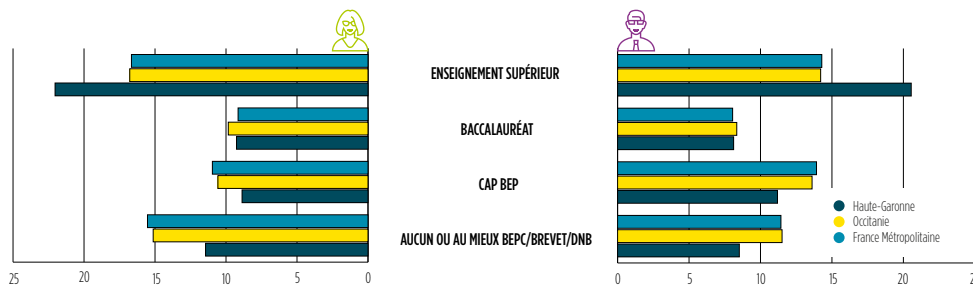 ENSEIGNEMENT SUPÉRIEUR
BACCALAURÉAT
CAP BEP
AUCUN OU AU MIEUX BEPC/BREVET/DNB
Haute-Garonne
Occitanie
France Métropolitaine
25 20 15 10 5 0
0 5 10 15 20